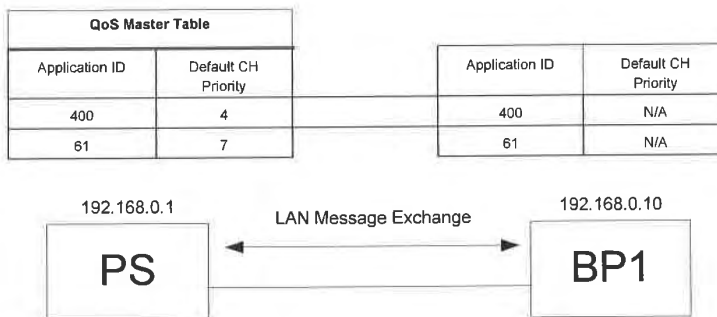 QoS Master Table
Application ID Default CH Priority
400 4
61 7
Application ID Default CH Priority
400 N/A
61 N/A
192.168.0.1
LAN Message Exchange
192.168.0.10
PS
BP1